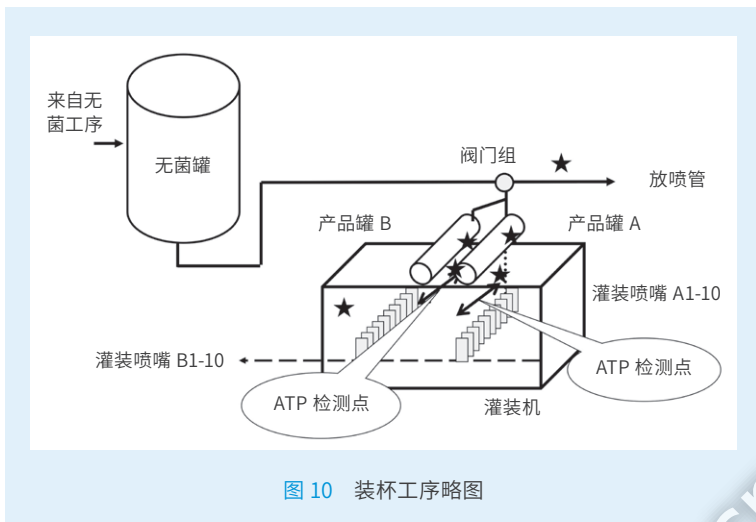 来自无
菌工序
无菌罐
阀门组
放喷管
产品罐 B
产品罐 A
灌装喷嘴 A1-10
灌装喷嘴 B1-10
ATP 检测点
ATP 检测点
灌装机
图 10 装杯工序略图